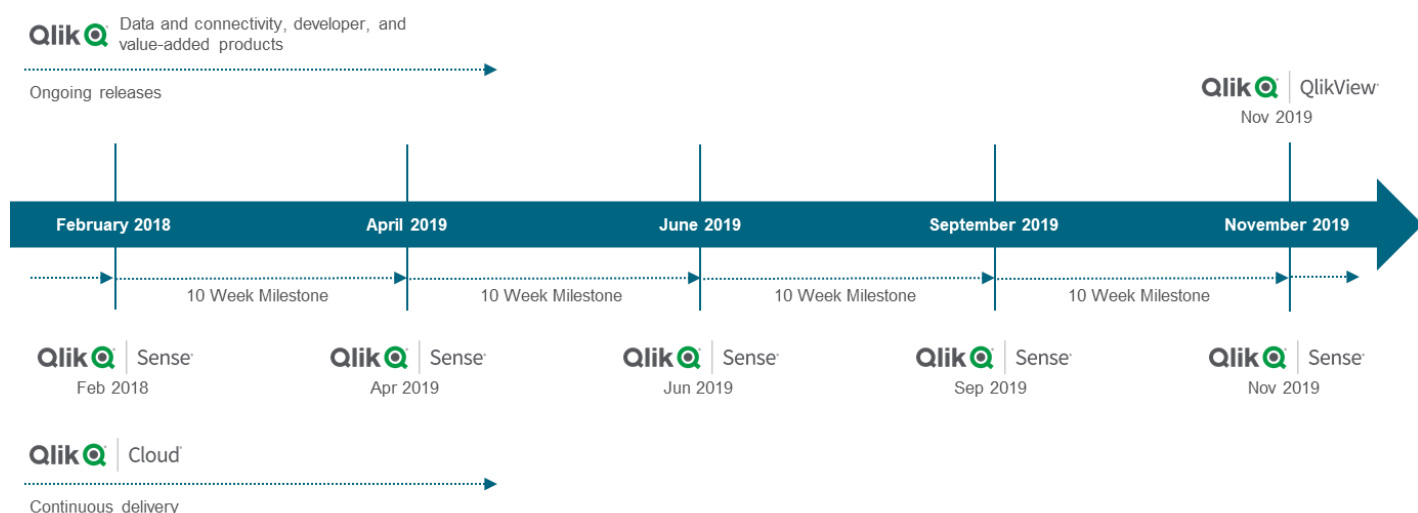 Qlik Data and connectivity, developer, and
value-added products
Ongoing releases
Qlik QlikView
Nov 2019
February 2018 April 2019 June 2019 September 2019 November 2019
10 Week Milestone 10 Week Milestone 10 Week Milestone 10 Week Milestone
Qlik Sense Qlik Sense Qlik Sense Qlik Sense Qlik Sense
Feb 2018 Apr 2019 Jun 2019 Sep 2019 Nov 2019
Qlik Cloud
Continuous delivery